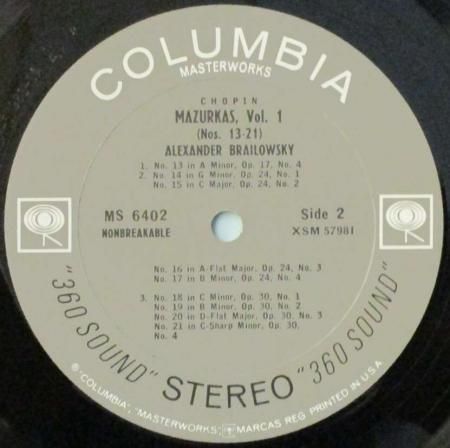 COLUMBIA
MASTERWORKS
CHOPIN
MAZURKAS, Vol. 1
(Nos. 13-21)
ALEXANDER BRAILOWSKY
1. No. 13 in A Minor, Op. 17, No. 4
2. No. 14 in G Minor, Op. 24, No. 1
No. 15 in C Major, Op. 24, No. 2
MS 6402
NONBREAKABLE
Side 2
XSM 57981
No. 16 in A-Flat Major, Op. 24, No. 3
No. 17 in B Minor, Op. 24, No. 4
3. No. 18 in C Minor, Op. 30, No. 1
No. 19 in B Minor, Op. 30, No. 2
No. 20 in D-Flat Major, Op. 30, No. 3
No. 21 in C-Sharp Minor, Op. 30,
No. 4
"360 SOUND" STEREO "360 SOUND"
® "COLUMBIA", "MASTERWORKS", MARCAS REG. PRINTED IN U.S.A.